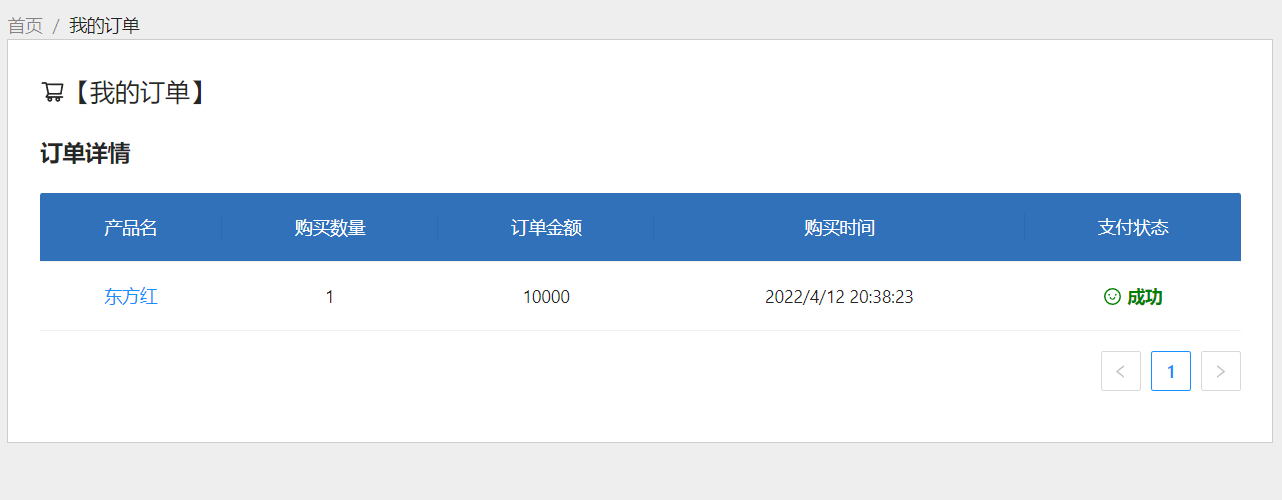 首页 / 我的订单
【我的订单】
订单详情
产品名 购买数量 订单金额 购买时间 支付状态
东方红 1 10000 2022/4/12 20:38:23 成功
< 1 >